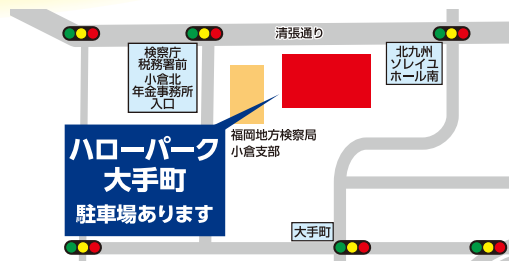 清張通り
検察庁
税務署前
小倉北
年金事務所
入口
北九州
ソレイユ
ホール南
福岡地方検察局
小倉支部
ハローパーク
大手町
駐車場あります
大手町